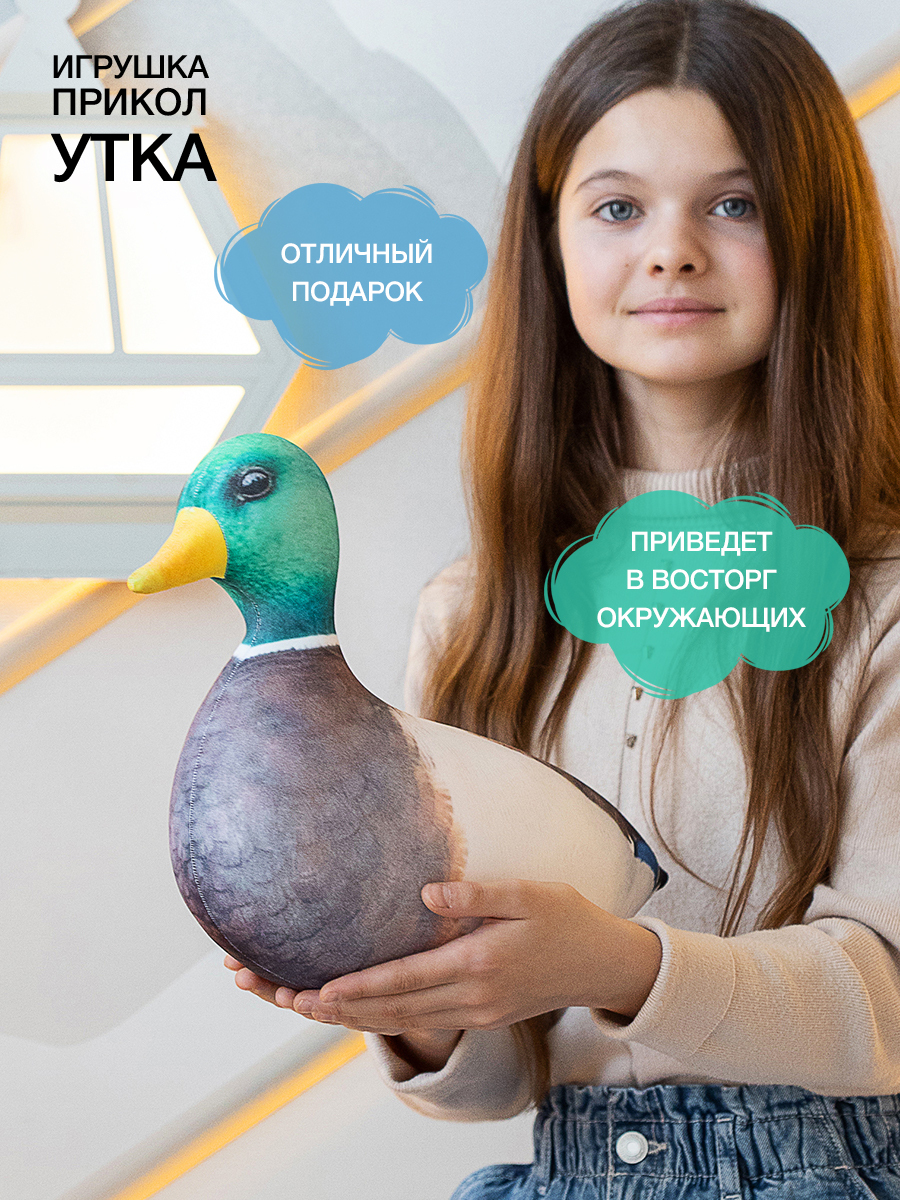 ИГРУШКА
ПРИКОЛ
УТКА
ОТЛИЧНЫЙ
ПОДАРОК
ПРИВЕДЕТ
В ВОСТОРГ
ОКРУЖАЮЩИХ